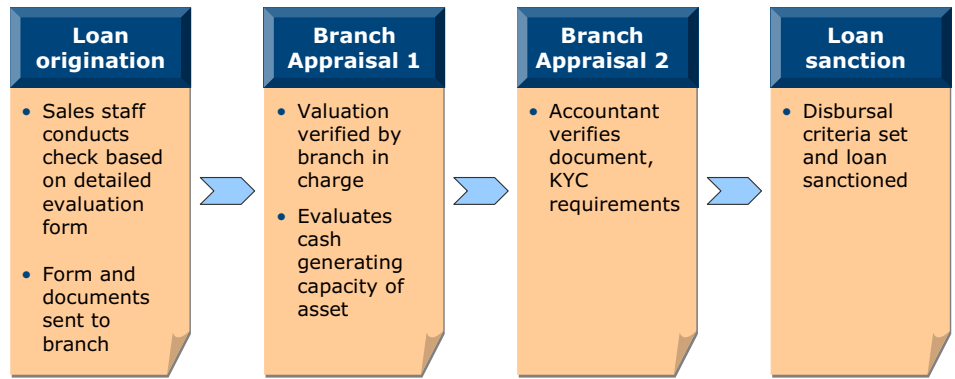 Loan
origination
• Sales staff
conducts
check based
on detailed
evaluation
form
• Form and
documents
sent to
branch
Branch
Appraisal 1
• Valuation
verified by
branch in
charge
• Evaluates
cash
generating
capacity of
asset
Branch
Appraisal 2
• Accountant
verifies
document,
KYC
requirements
Loan
sanction
• Disbursal
criteria set
and loan
sanctioned